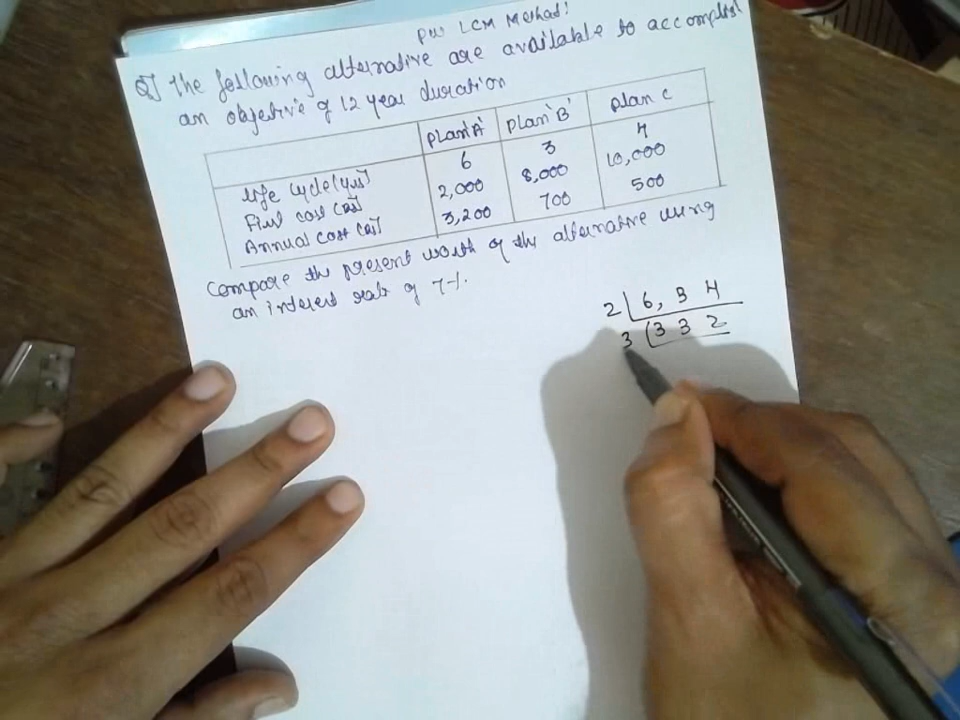 PW LCM Method!
Q] The following alternative are available to accomplish
an objective of 12 year duration
Plan 'A' Plan 'B' Plan C
Life cycle (yrs) 6 3 4
First cost (Rs) 2,000 8,000 10,000
Annual cost (Rs) 3,200 700 500
Compare the present worth of the alternative using
an interest rate of 7%.
2 6, 3 4
3 3 3 2